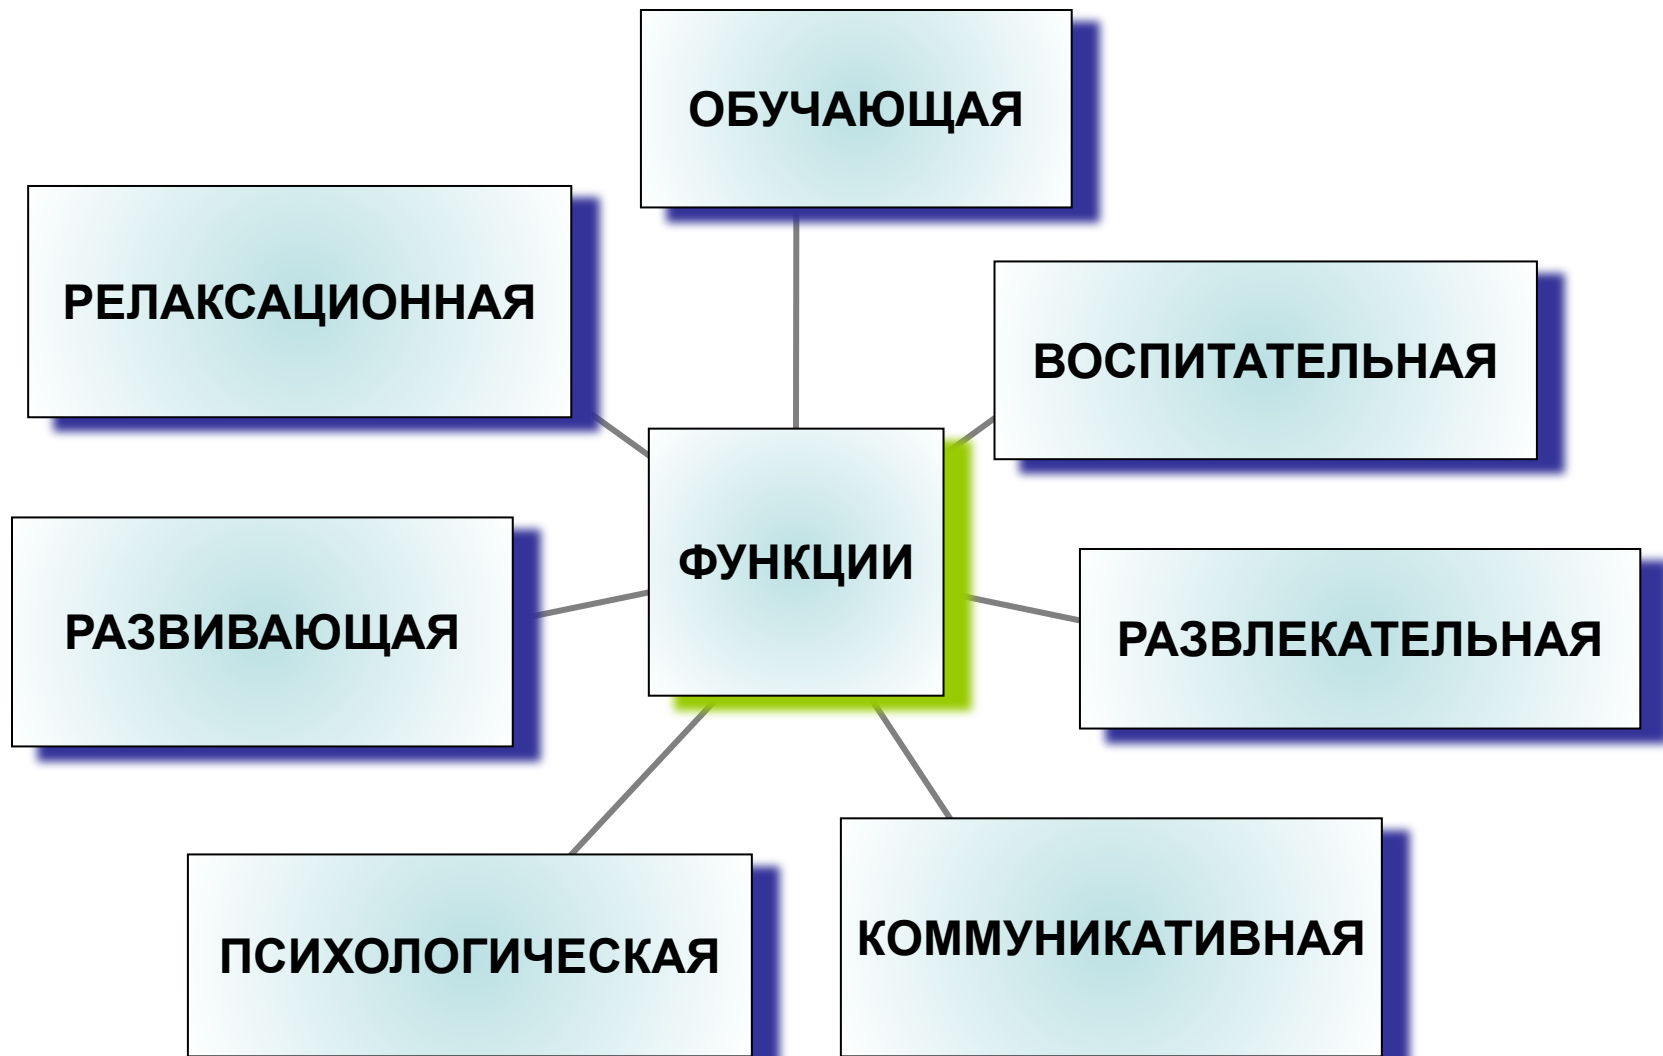 ОБУЧАЮЩАЯ
РЕЛАКСАЦИОННАЯ
ВОСПИТАТЕЛЬНАЯ
ФУНКЦИИ
РАЗВИВАЮЩАЯ
РАЗВЛЕКАТЕЛЬНАЯ
ПСИХОЛОГИЧЕСКАЯ
КОММУНИКАТИВНАЯ